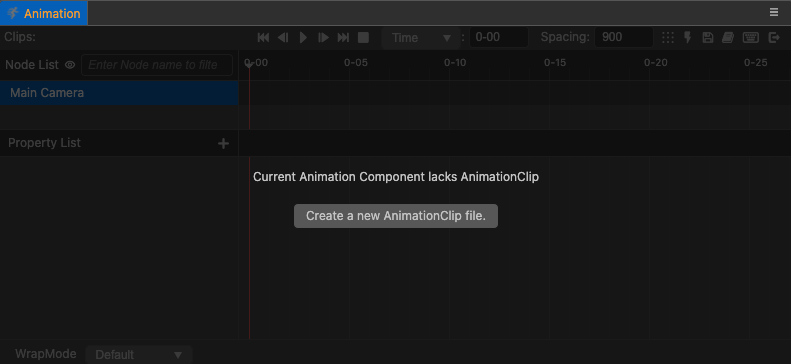 Animation
Clips: Time : 0-00 Spacing: 900
Node List Enter Node name to filte
0-00 0-05 0-10 0-15 0-20 0-25
Main Camera
Property List +
Current Animation Component lacks AnimationClip
Create a new AnimationClip file.
WrapMode Default